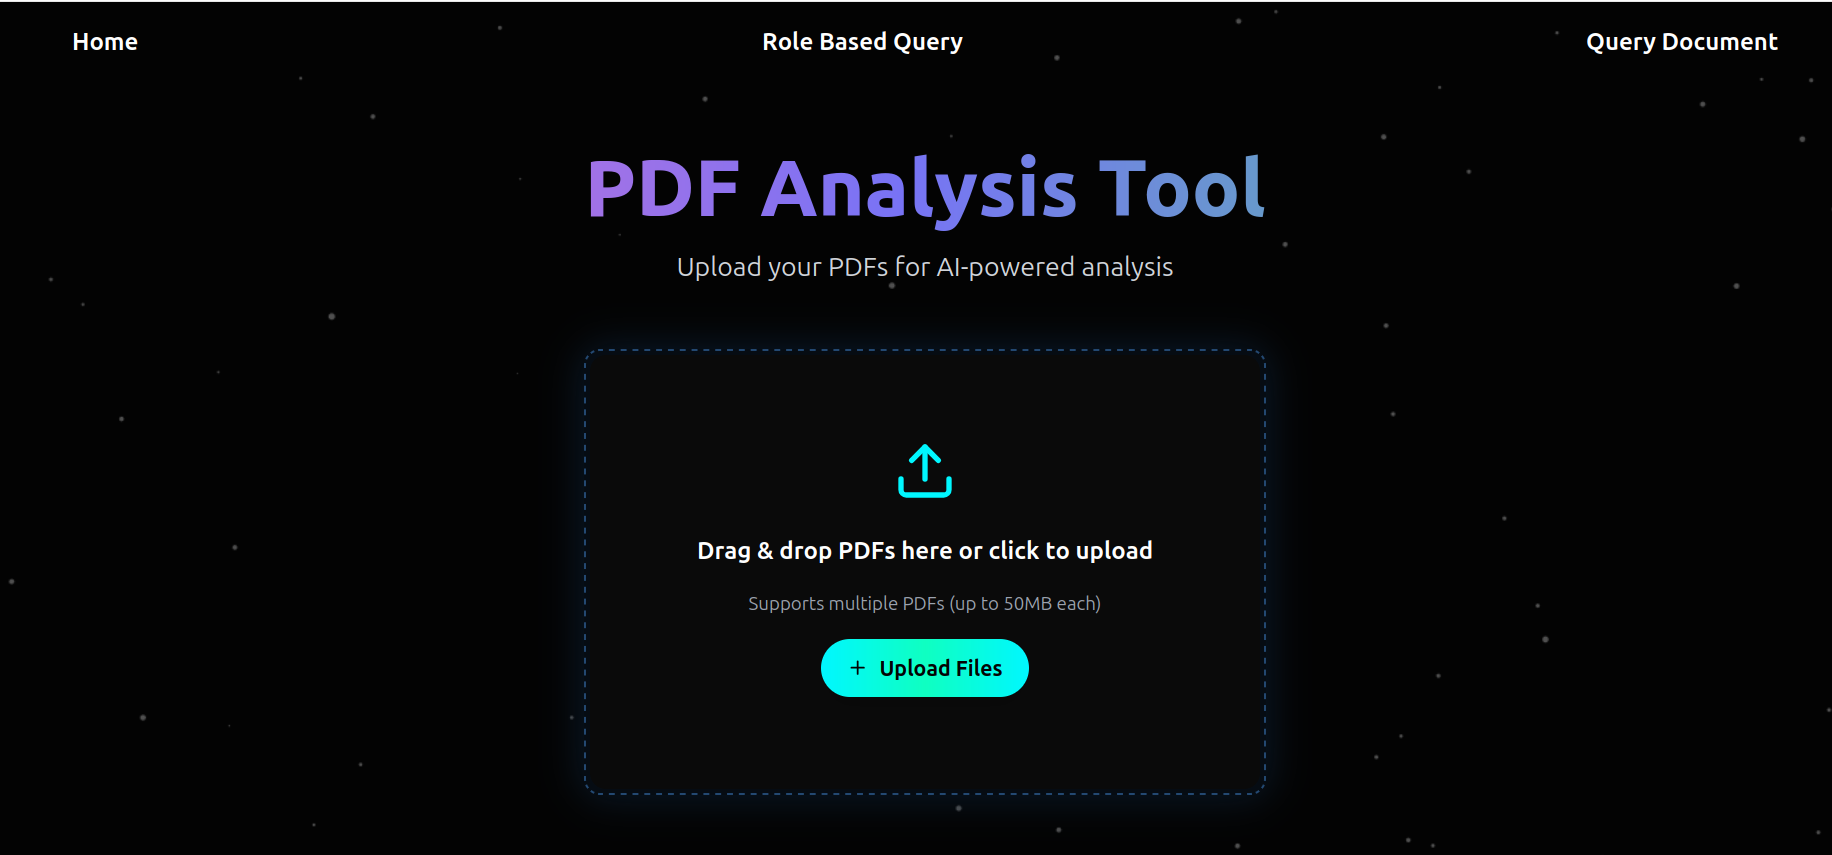 Home
Role Based Query
Query Document
PDF Analysis Tool
Upload your PDFs for AI-powered analysis
Drag & drop PDFs here or click to upload
Supports multiple PDFs (up to 50MB each)
+ Upload Files